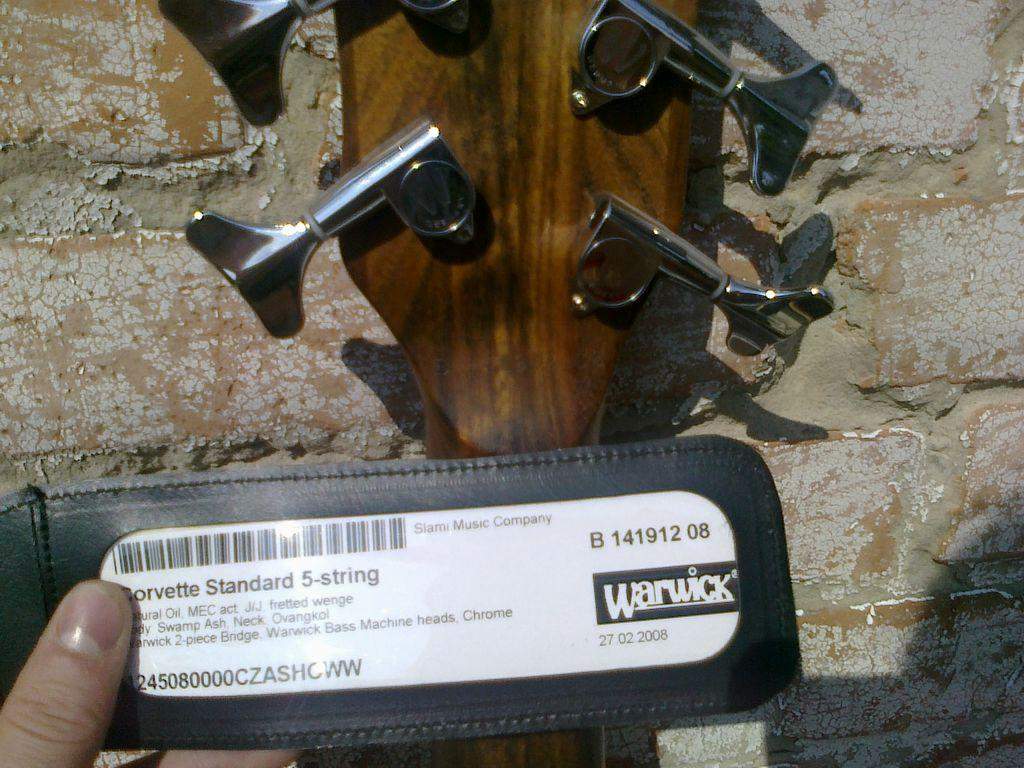 Slami Music Company
B 141912 08
orvette Standard 5-string
tural Oil, MEC act. J/J, fretted wenge
dy Swamp Ash, Neck, Ovangkol
arwick 2-piece Bridge, Warwick Bass Machine heads, Chrome
Warwick
27.02.2008
245080000CZASHCWW